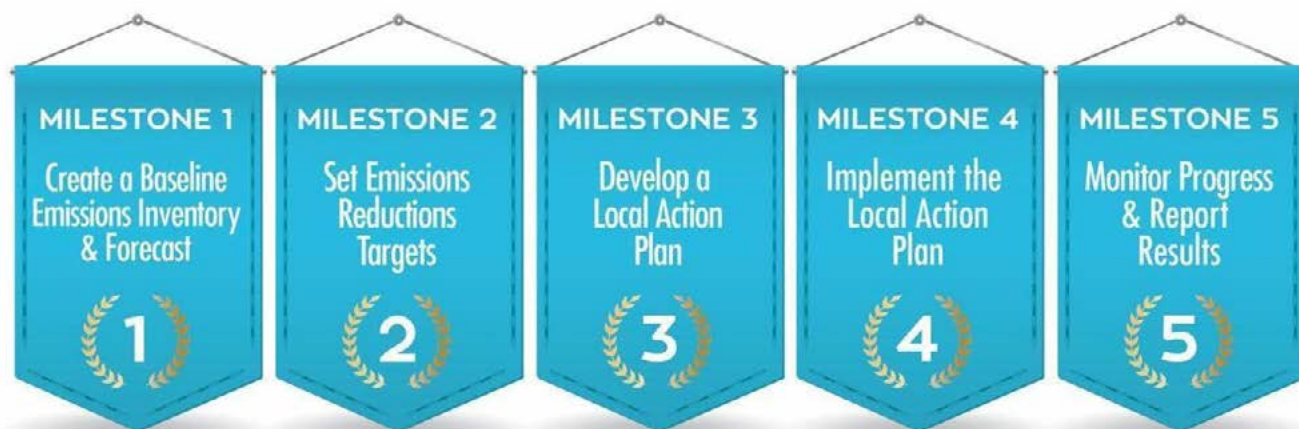 MILESTONE 1
Create a Baseline
Emissions Inventory
& Forecast
1
MILESTONE 2
Set Emissions
Reductions
Targets
2
MILESTONE 3
Develop a
Local Action
Plan
3
MILESTONE 4
Implement the
Local Action
Plan
4
MILESTONE 5
Monitor Progress
& Report
Results
5